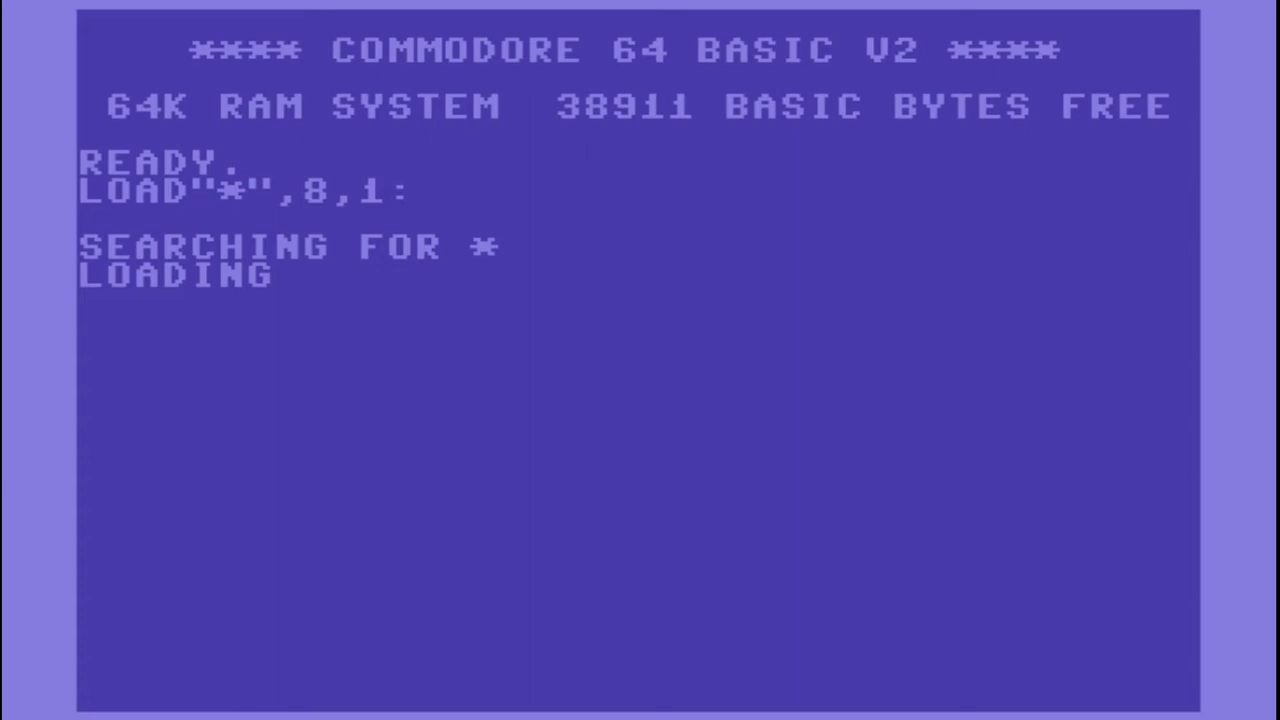 **** COMMODORE 64 BASIC V2 ****
64K RAM SYSTEM  38911 BASIC BYTES FREE
READY.
LOAD"*",8,1:
SEARCHING FOR *
LOADING